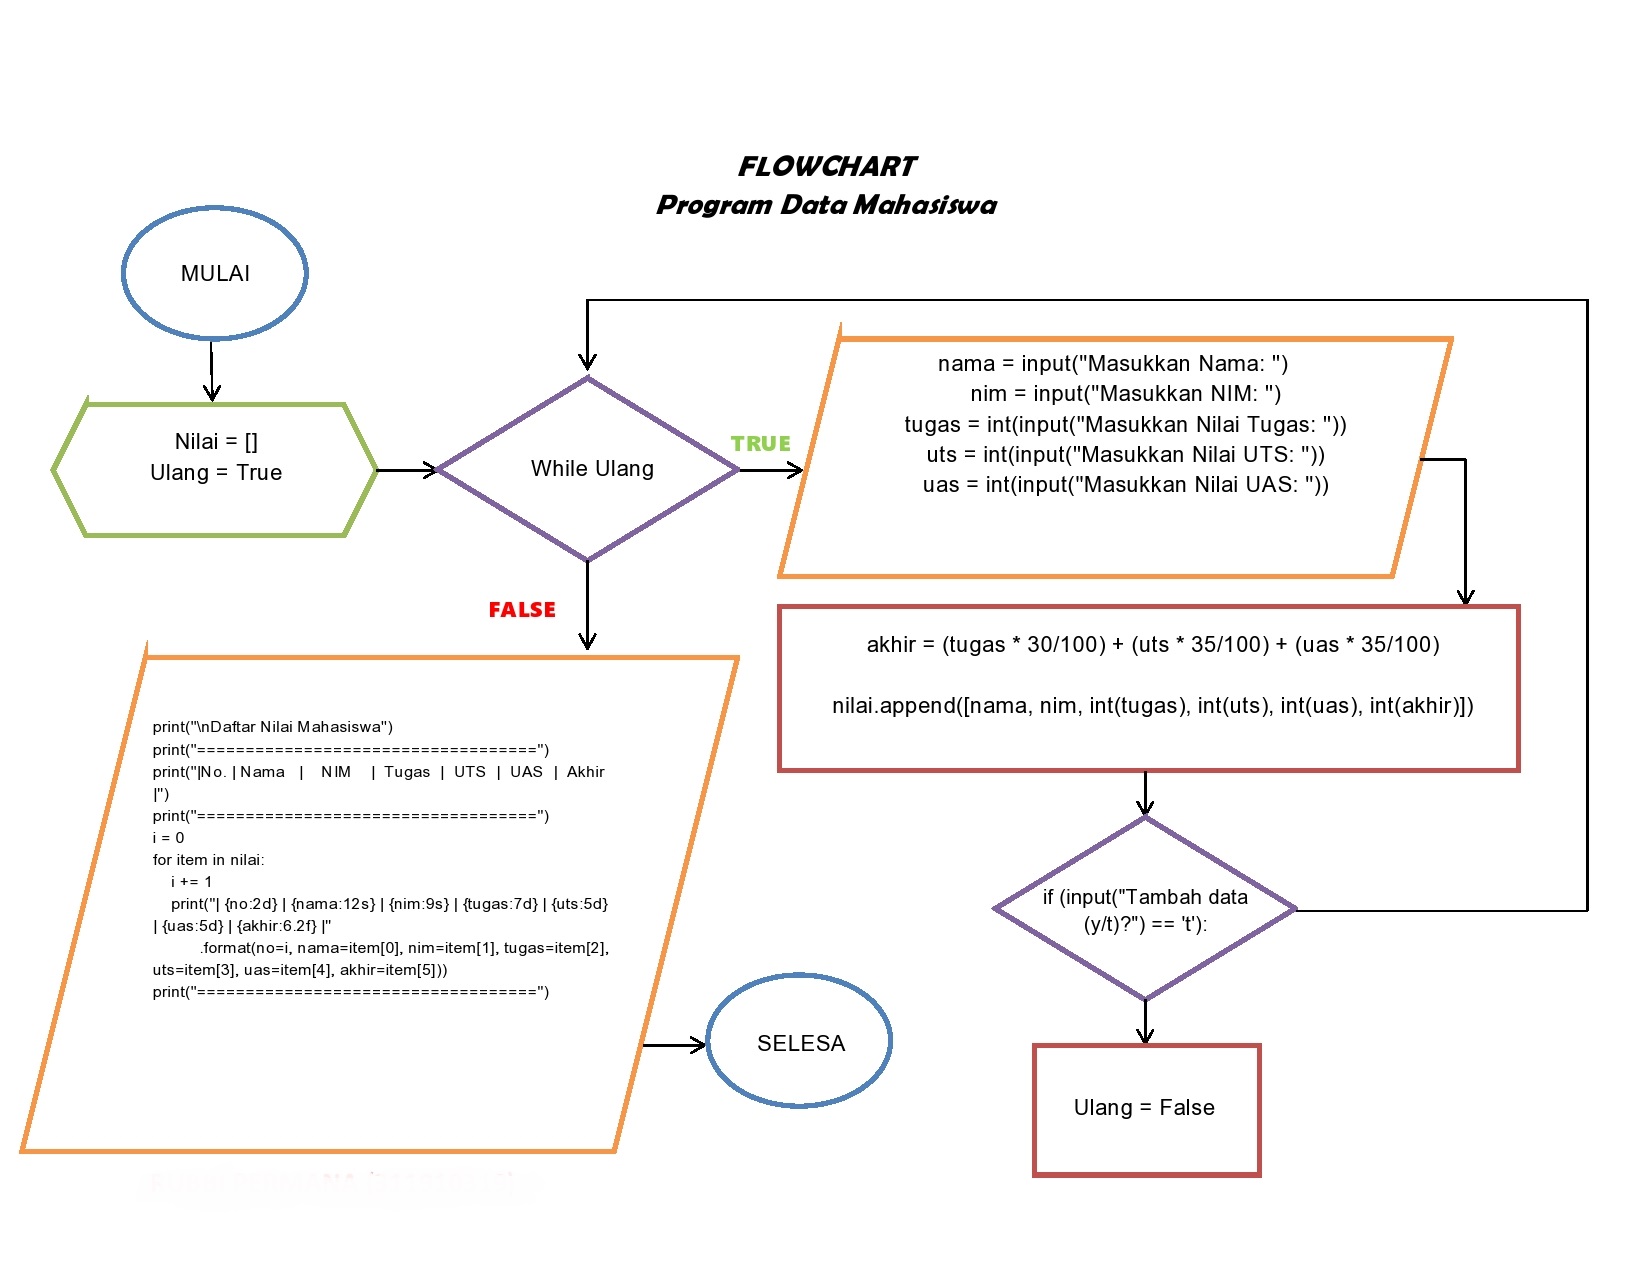 FLOWCHART
Program Data Mahasiswa
MULAI
Nilai = []
Ulang = True
While Ulang
TRUE
nama = input("Masukkan Nama: ")
nim = input("Masukkan NIM: ")
tugas = int(input("Masukkan Nilai Tugas: "))
uts = int(input("Masukkan Nilai UTS: "))
uas = int(input("Masukkan Nilai UAS: "))
akhir = (tugas * 30/100) + (uts * 35/100) + (uas * 35/100)
nilai.append([nama, nim, int(tugas), int(uts), int(uas), int(akhir)])
if (input("Tambah data
(y/t)?") == 't'):
Ulang = False
FALSE
print("\nDaftar Nilai Mahasiswa")
print("===================================")
print("|No. | Nama | NIM | Tugas | UTS | UAS | Akhir
|")
print("===================================")
i = 0
for item in nilai:
i += 1
print("| {no:2d} | {nama:12s} | {nim:9s} | {tugas:7d} | {uts:5d}
| {uas:5d} | {akhir:6.2f} |"
.format(no=i, nama=item[0], nim=item[1], tugas=item[2],
uts=item[3], uas=item[4], akhir=item[5]))
print("===================================")
SELESA